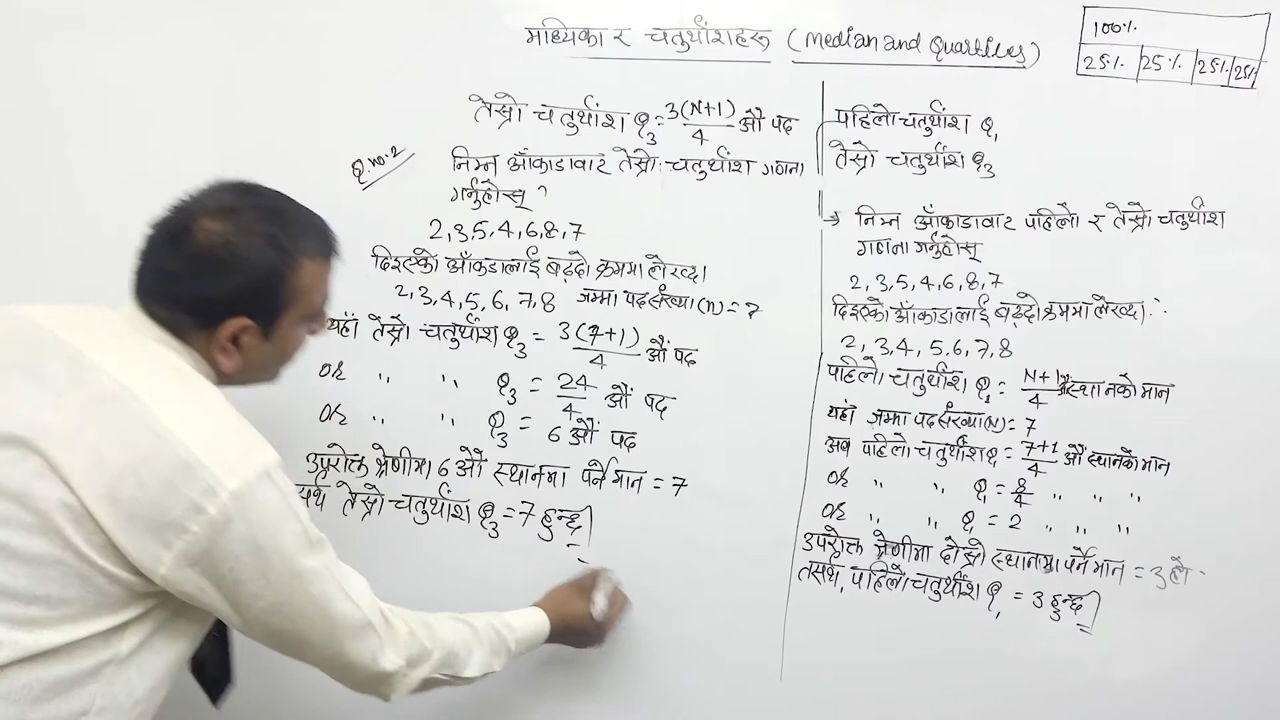 माध्यिका र चतुर्थांशहरू (Median and Quartiles)
100%
25% 25% 25% 25%
तेस्रो चतुर्थांश Q₃ = 3(N+1)/4 औं पद
Q.no.2
निम्न आँकाडावाट तेस्रो चतुर्थांश गणना
गर्नुहोस् ?
2,3,5,4,6,8,7
दिइएको आँकडालाई बढ्दो क्रममा लेख्दा
2,3,4,5,6,7,8 जम्मा पदसंख्या (N) = 7
यहाँ तेस्रो चतुर्थांश Q₃ = 3(7+1)/4 औं पद
or " " Q₃ = 24/4 औं पद
or " " Q₃ = 6 औं पद
उपरोक्त श्रेणीमा 6 औं स्थानमा पर्ने मान = 7
तेस्रो चतुर्थांश Q₃ = 7 हुन्छ।
पहिलो चतुर्थांश Q₁
तेस्रो चतुर्थांश Q₃
→ निम्न आँकाडावाट पहिलो र तेस्रो चतुर्थांश
गणना गर्नुहोस्
2,3,5,4,6,8,7
दिइएको आँकाडालाई बढ्दो क्रममा लेख्दा :
2,3,4,5,6,7,8
पहिलो चतुर्थांश Q₁ = N+1/4 औं स्थानको मान
यहाँ जम्मा पदसंख्या (N) = 7
अव पहिलो चतुर्थांश Q₁ = 7+1/4 औं स्थानको मान
or " " Q₁ = 8/4 " " "
or " " Q₁ = 2 " " "
उपरोक्त श्रेणीमा दोस्रो स्थानमा पर्ने मान = 3 हो
तसर्थ, पहिलो चतुर्थांश Q₁ = 3 हुन्छ।